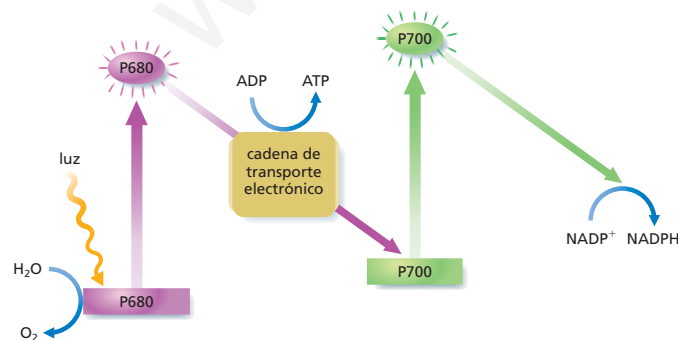 P680
P700
ADP
ATP
cadena de
transporte
electrónico
luz
H₂O
P680
O₂
P700
NADP⁺
NADPH